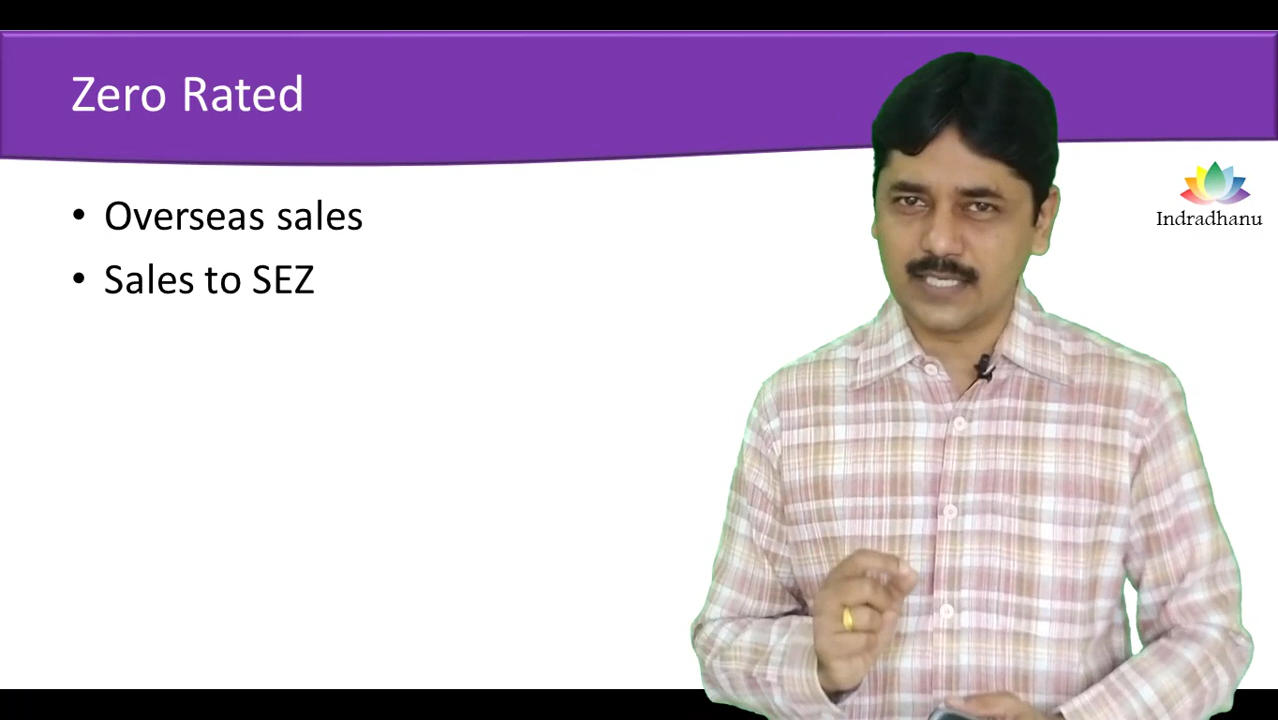 Zero Rated
• Overseas sales
• Sales to SEZ
Indradhanu